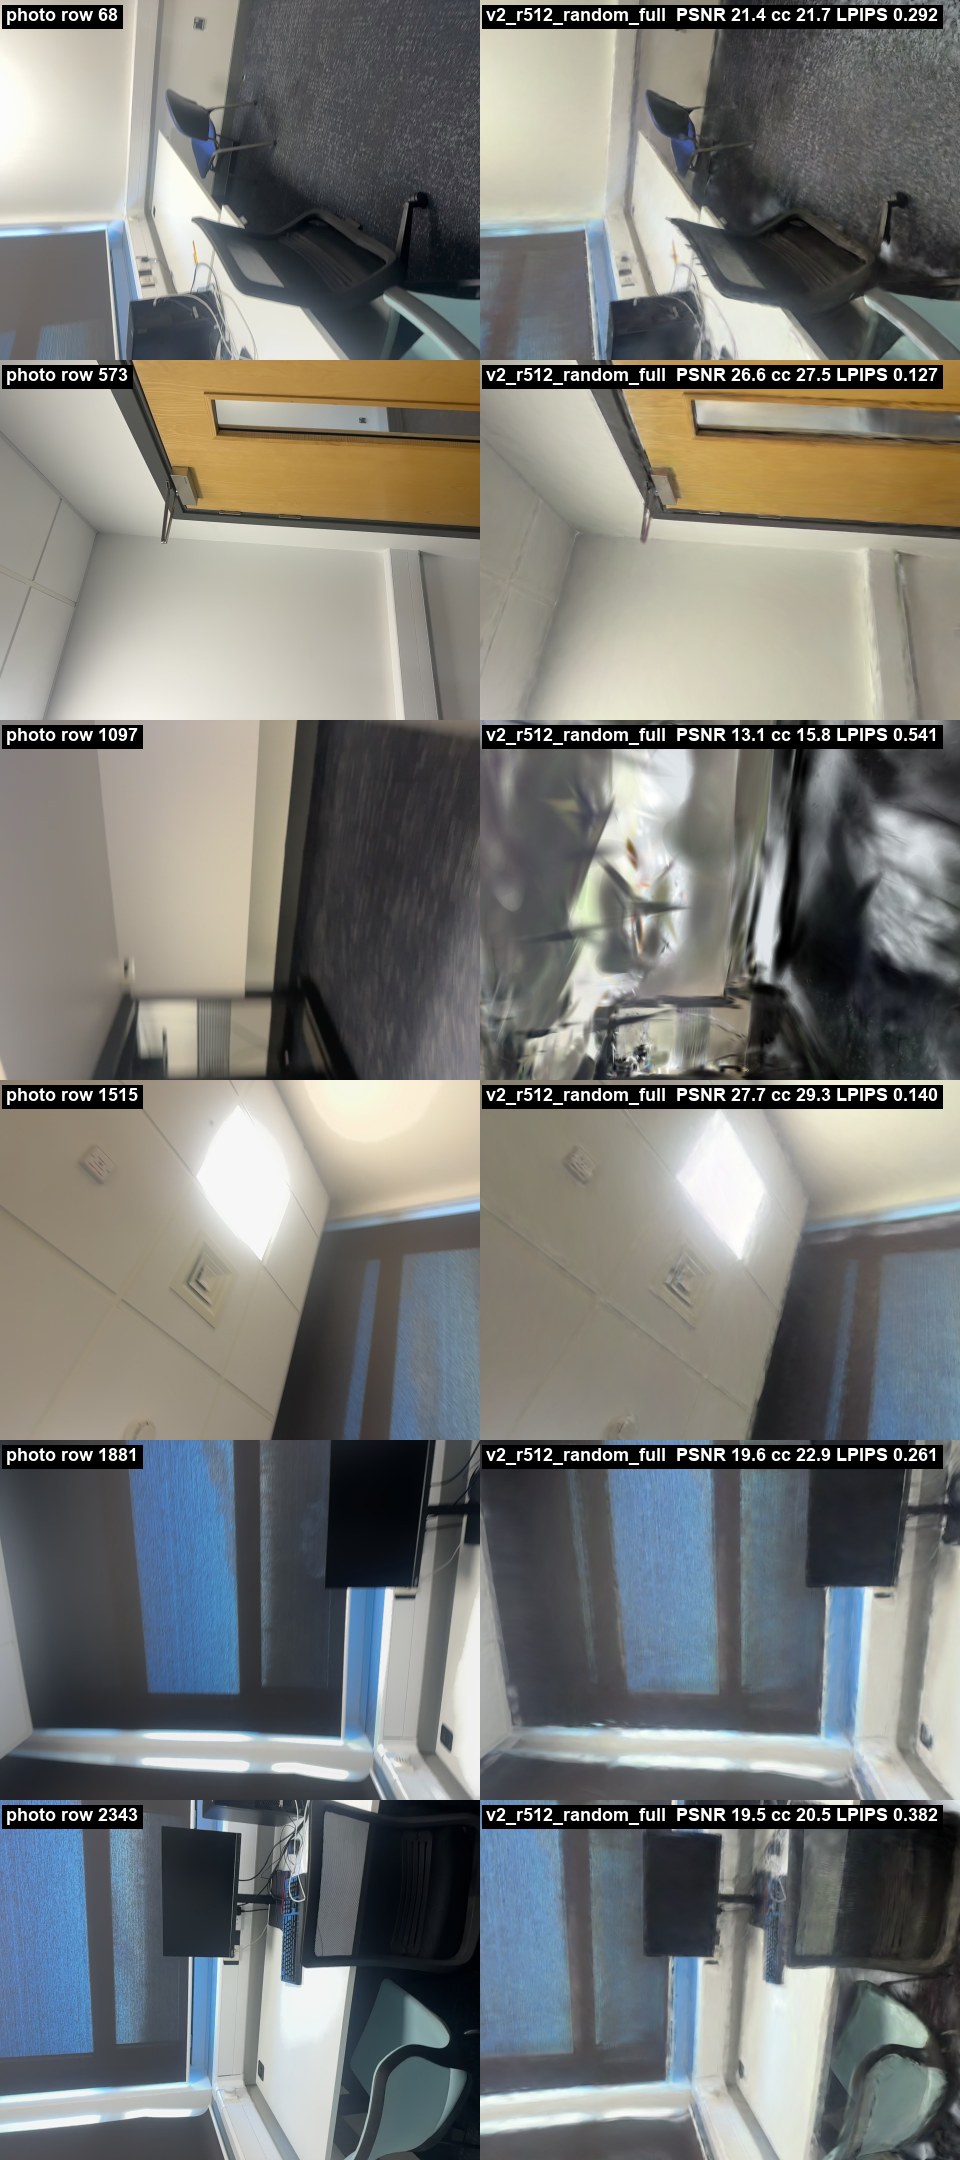 photo row 68
v2_r512_random_full PSNR 21.4 cc 21.7 LPIPS 0.292
photo row 573
v2_r512_random_full PSNR 26.6 cc 27.5 LPIPS 0.127
photo row 1097
v2_r512_random_full PSNR 13.1 cc 15.8 LPIPS 0.541
photo row 1515
v2_r512_random_full PSNR 27.7 cc 29.3 LPIPS 0.140
photo row 1881
v2_r512_random_full PSNR 19.6 cc 22.9 LPIPS 0.261
photo row 2343
v2_r512_random_full PSNR 19.5 cc 20.5 LPIPS 0.382